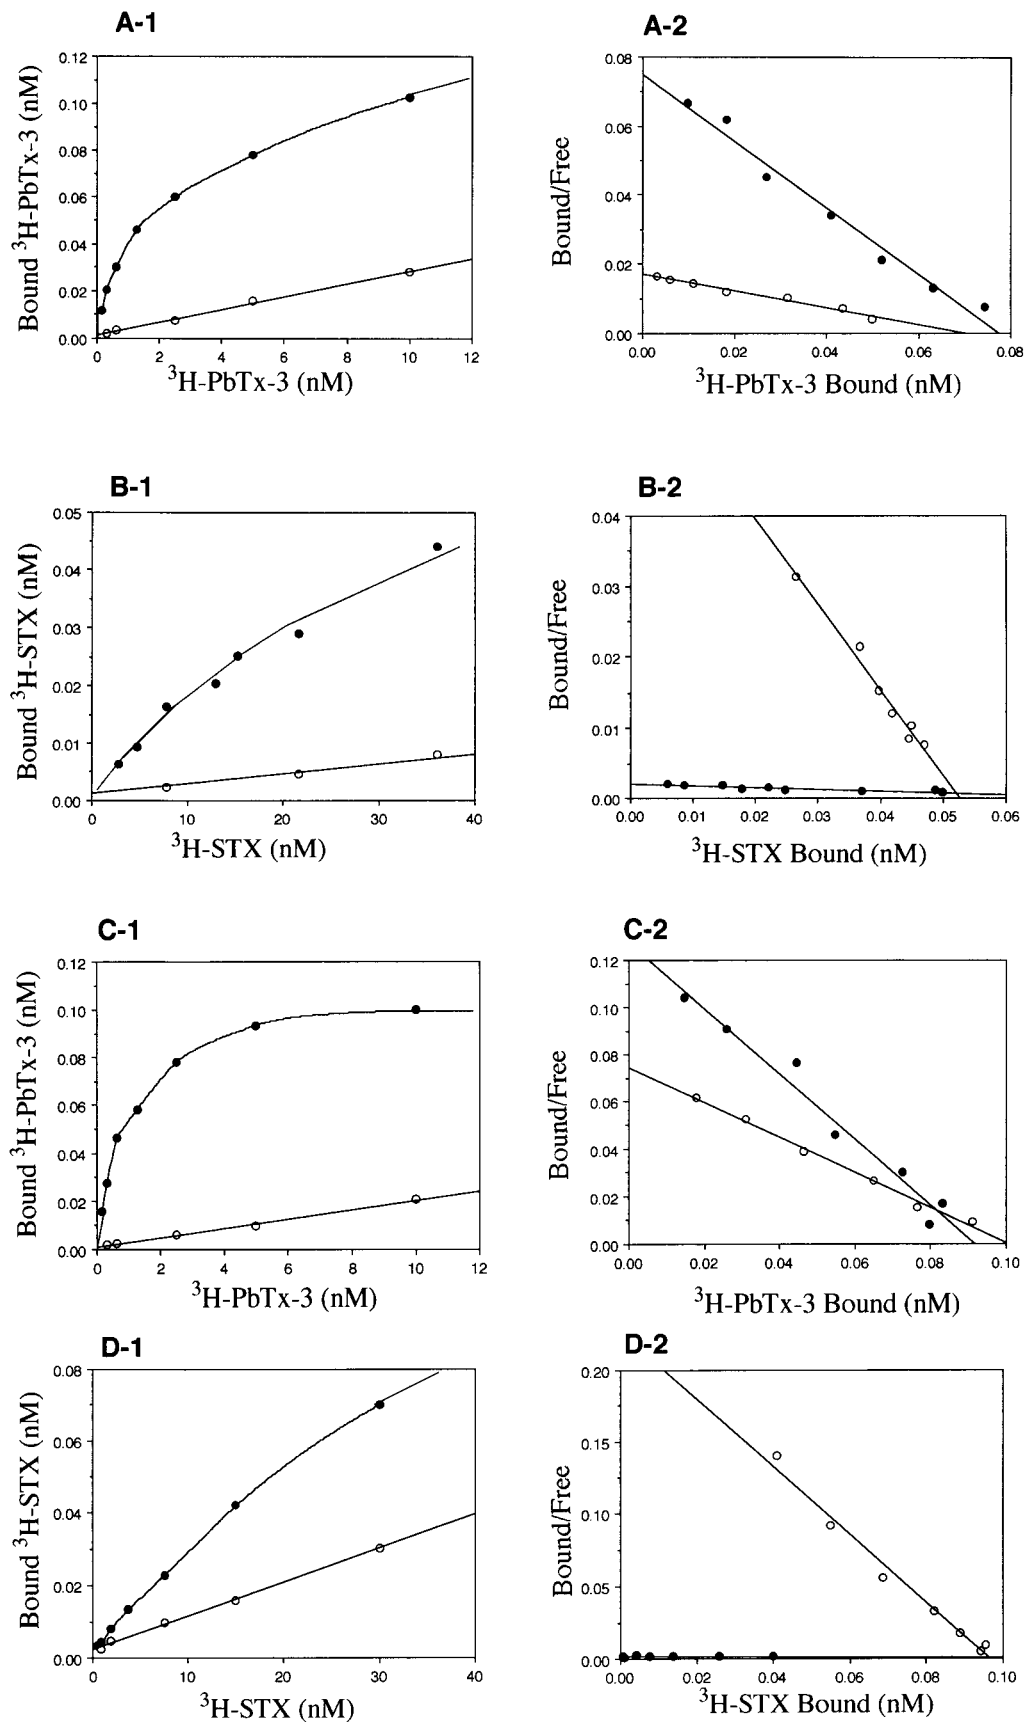 A-1
Bound ³H-PbTx-3 (nM)
0.12
0.10
0.08
0.06
0.04
0.02
0.00
0 2 4 6 8 10 12
³H-PbTx-3 (nM)
A-2
Bound/Free
0.08
0.06
0.04
0.02
0.00
0.00 0.02 0.04 0.06 0.08
³H-PbTx-3 Bound (nM)
B-1
Bound ³H-STX (nM)
0.05
0.04
0.03
0.02
0.01
0.00
0 10 20 30 40
³H-STX (nM)
B-2
Bound/Free
0.04
0.03
0.02
0.01
0.00
0.00 0.01 0.02 0.03 0.04 0.05 0.06
³H-STX Bound (nM)
C-1
Bound ³H-PbTx-3 (nM)
0.12
0.10
0.08
0.06
0.04
0.02
0.00
0 2 4 6 8 10 12
³H-PbTx-3 (nM)
C-2
Bound/Free
0.12
0.10
0.08
0.06
0.04
0.02
0.00
0.00 0.02 0.04 0.06 0.08 0.10
³H-PbTx-3 Bound (nM)
D-1
Bound ³H-STX (nM)
0.08
0.06
0.04
0.02
0.00
0 10 20 30 40
³H-STX (nM)
D-2
Bound/Free
0.20
0.15
0.10
0.05
0.00
0.00 0.02 0.04 0.06 0.08 0.10
³H-STX Bound (nM)